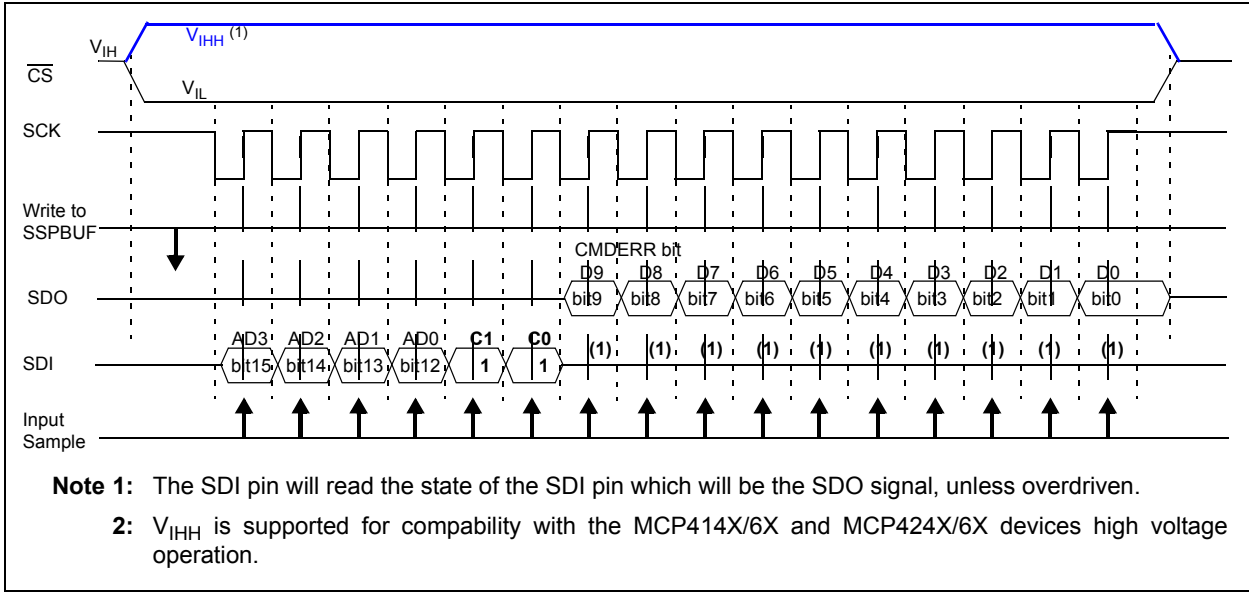 VIHH (1)
VIH
CS
VIL
SCK
Write to
SSPBUF
CMDERR bit
D9 D8 D7 D6 D5 D4 D3 D2 D1 D0
SDO bit9 bit8 bit7 bit6 bit5 bit4 bit3 bit2 bit1 bit0
AD3 AD2 AD1 AD0 C1 C0
SDI bit15 bit14 bit13 bit12 1 1 (1) (1) (1) (1) (1) (1) (1) (1) (1) (1)
Input
Sample
Note 1: The SDI pin will read the state of the SDI pin which will be the SDO signal, unless overdriven.
2: VIHH is supported for compability with the MCP414X/6X and MCP424X/6X devices high voltage
operation.